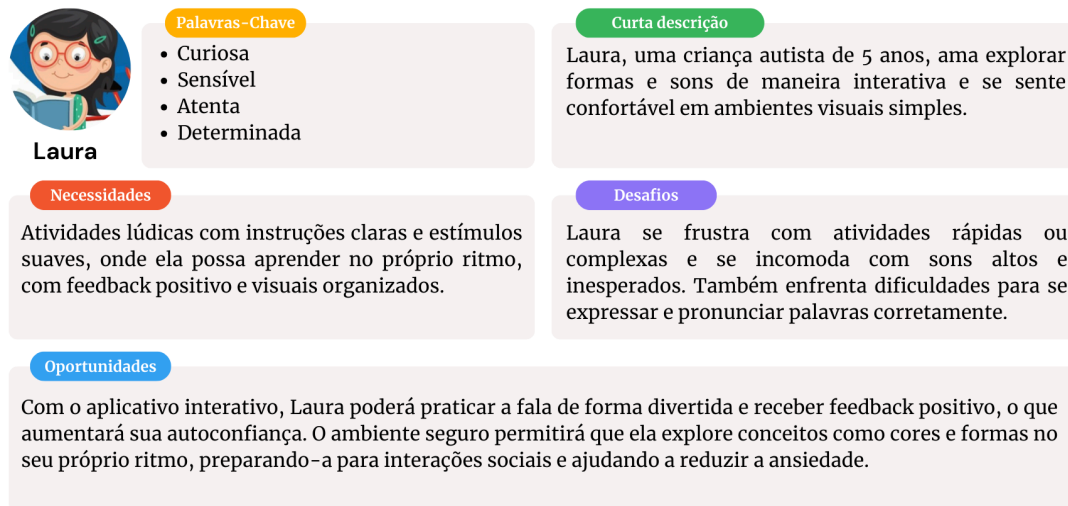 Laura
Palavras-Chave
• Curiosa
• Sensível
• Atenta
• Determinada
Curta descrição
Laura, uma criança autista de 5 anos, ama explorar
formas e sons de maneira interativa e se sente
confortável em ambientes visuais simples.
Necessidades
Atividades lúdicas com instruções claras e estímulos
suaves, onde ela possa aprender no próprio ritmo,
com feedback positivo e visuais organizados.
Desafios
Laura se frustra com atividades rápidas ou
complexas e se incomoda com sons altos e
inesperados. Também enfrenta dificuldades para se
expressar e pronunciar palavras corretamente.
Oportunidades
Com o aplicativo interativo, Laura poderá praticar a fala de forma divertida e receber feedback positivo, o que
aumentará sua autoconfiança. O ambiente seguro permitirá que ela explore conceitos como cores e formas no
seu próprio ritmo, preparando-a para interações sociais e ajudando a reduzir a ansiedade.